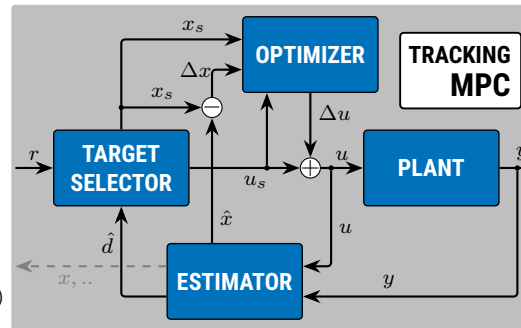 x_s
OPTIMIZER
TRACKING
MPC
Δx
x_s
Δu
r
TARGET
SELECTOR
u_s
u
PLANT
y
d̂
x̂
u
x, ..
ESTIMATOR
y
)